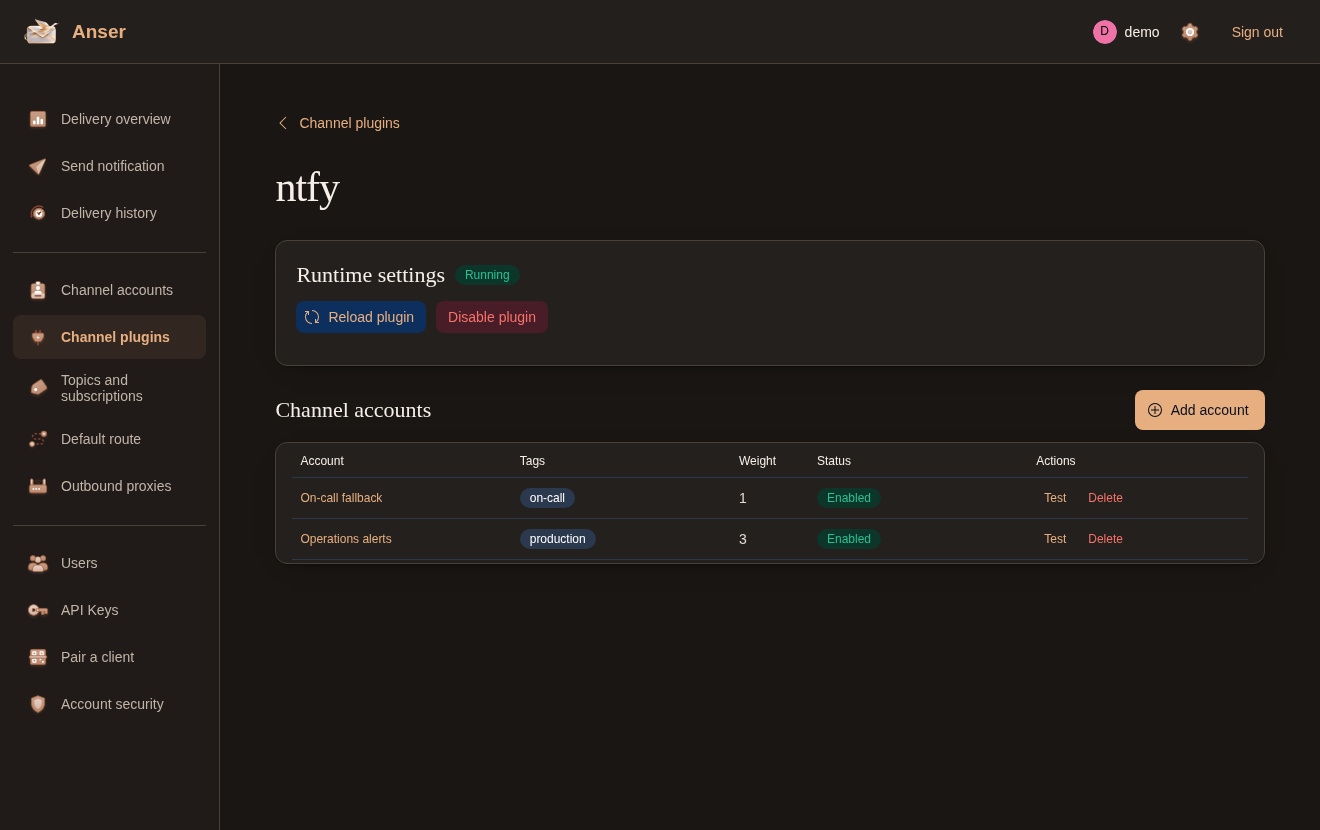 Anser
D demo
Sign out
Delivery overview
Send notification
Delivery history
Channel accounts
Channel plugins
Topics and
subscriptions
Default route
Outbound proxies
Users
API Keys
Pair a client
Account security
Channel plugins
ntfy
Runtime settings Running
Reload plugin Disable plugin
Channel accounts Add account
Account Tags Weight Status Actions
On-call fallback on-call 1 Enabled Test Delete
Operations alerts production 3 Enabled Test Delete